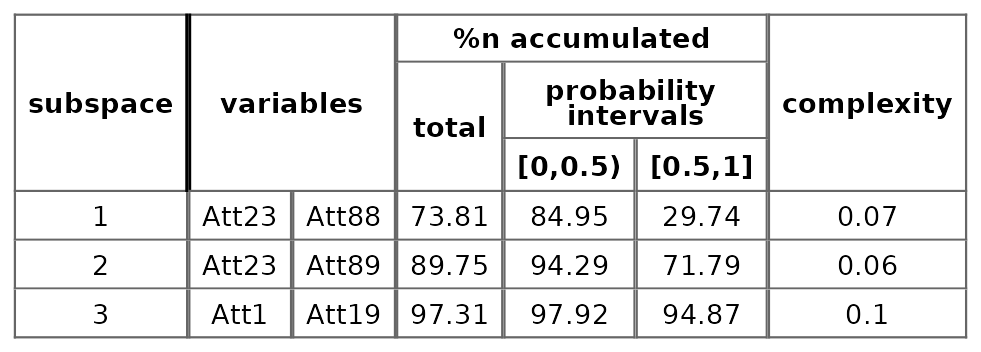 %n accumulated
subspace variables total probability intervals complexity
[0,0.5) [0.5,1]
1 Att23 Att88 73.81 84.95 29.74 0.07
2 Att23 Att89 89.75 94.29 71.79 0.06
3 Att1 Att19 97.31 97.92 94.87 0.1